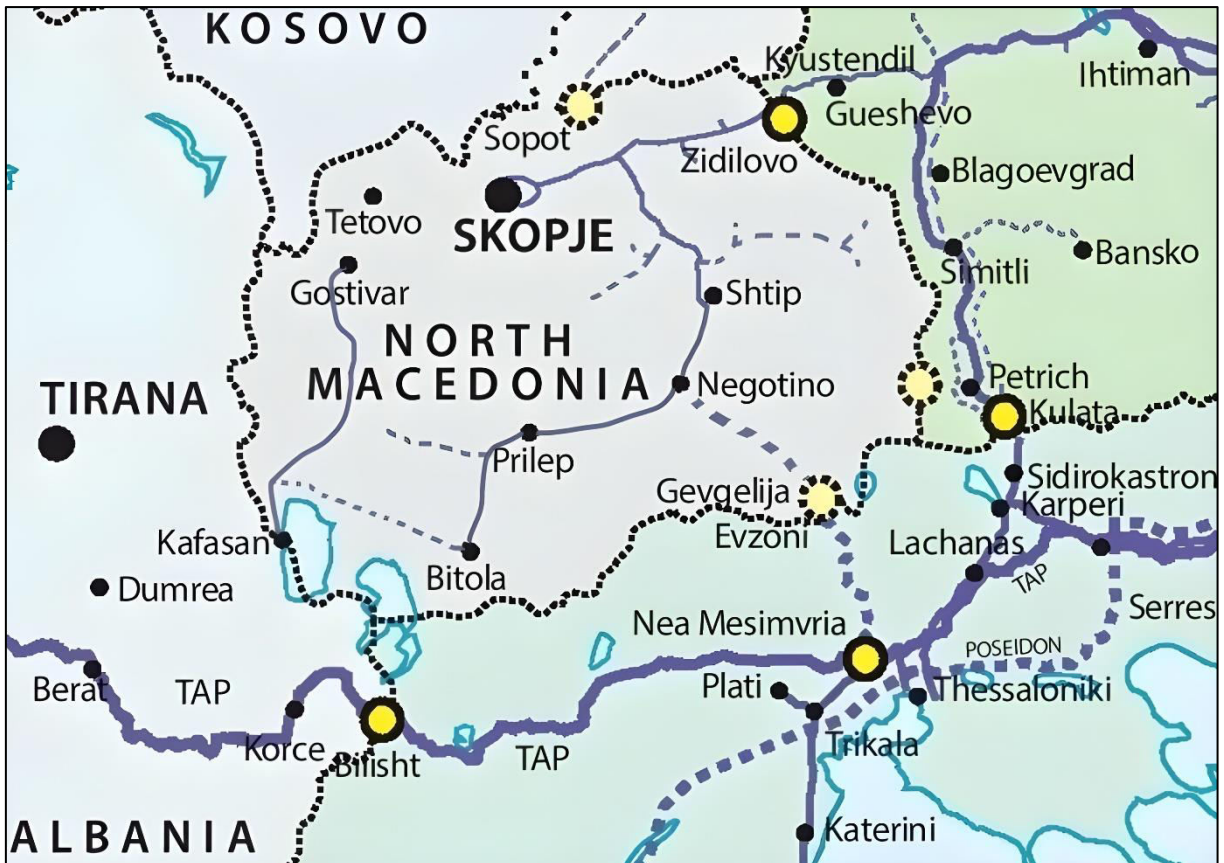 KOSOVO
Kyustendil
Ihtiman
Gueshevo
Sopot
Zidilovo
Blagoevgrad
Tetovo
SKOPJE
Simitli
Bansko
Gostivar
Shtip
NORTH
MACEDONIA
Negotino
Petrich
TIRANA
Kulata
Prilep
Sidirokastron
Gevgelija
Karperi
Evzoni
Kafasan
Bitola
Lachanas
TAP
Dumrea
Serres
Nea Mesimvria
POSEIDON
Berat
TAP
Plati
Thessaloniki
Korce
Bilisht
TAP
Trikala
Katerini
ALBANIA